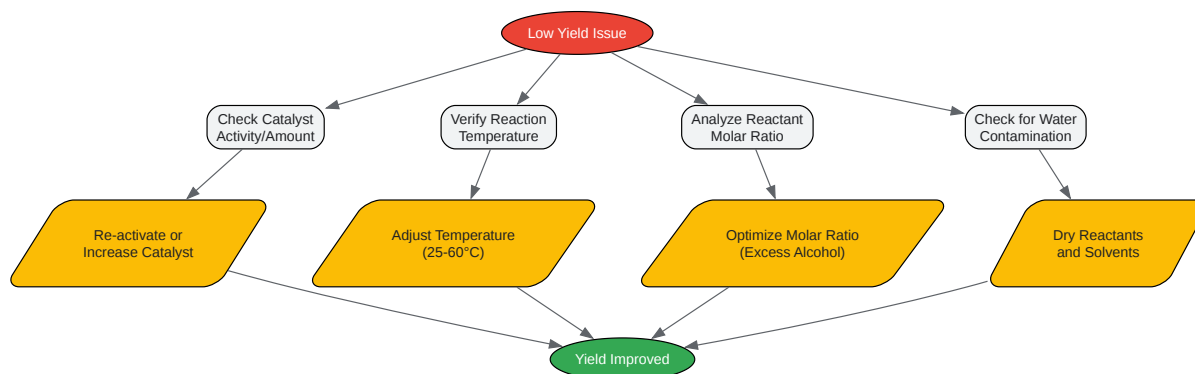 Low Yield Issue
Check Catalyst
Activity/Amount
Verify Reaction
Temperature
Analyze Reactant
Molar Ratio
Check for Water
Contamination
Re-activate or
Increase Catalyst
Adjust Temperature
(25-60°C)
Optimize Molar Ratio
(Excess Alcohol)
Dry Reactants
and Solvents
Yield Improved